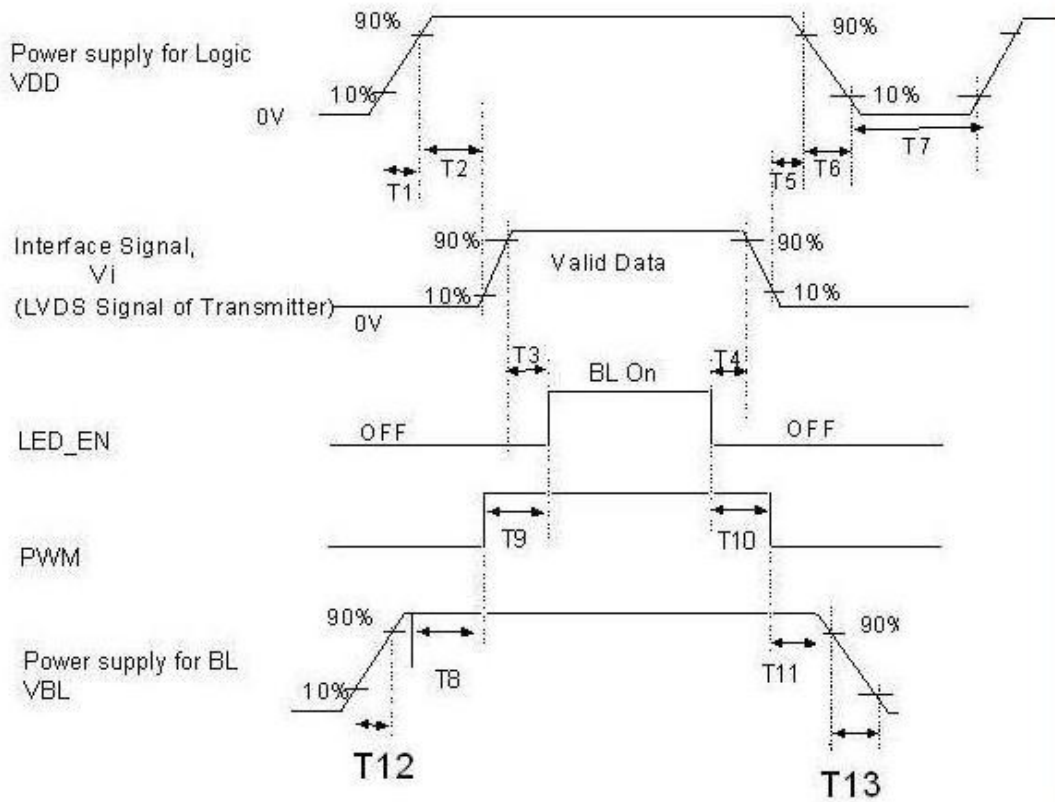 Power supply for Logic
VDD
90%
10%
0V
T1
T2
90%
10%
T5
T6
T7
Interface Signal,
Vi
(LVDS Signal of Transmitter)
90%
10%
0V
Valid Data
90%
10%
T3
T4
BL On
LED_EN
OFF
OFF
PWM
T9
T10
Power supply for BL
VBL
90%
10%
T8
T11
90%
T12
T13